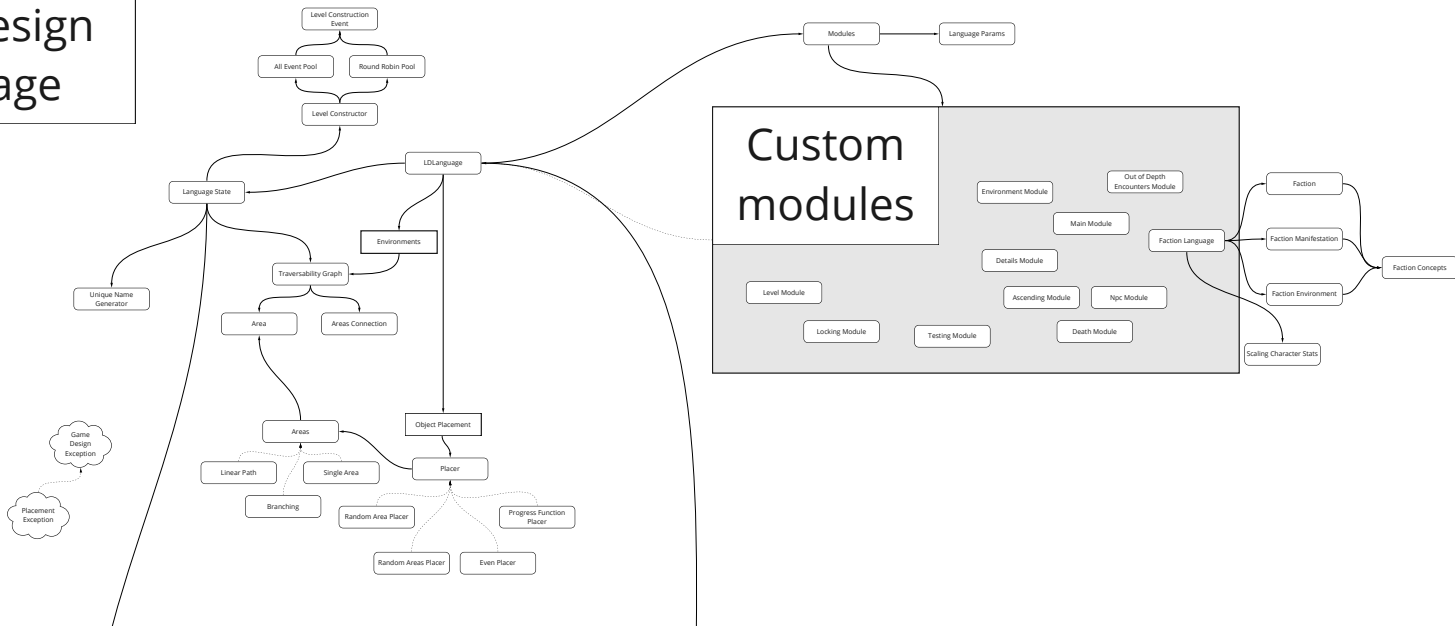 esign
age
Level Construction
Event
All Event Pool
Round Robin Pool
Level Constructor
LDLanguage
Language State
Environments
Traversability Graph
Unique Name
Generator
Area
Areas Connection
Game
Design
Exception
Placement
Exception
Areas
Linear Path
Single Area
Branching
Object Placement
Placer
Random Area Placer
Progress Function
Placer
Random Areas Placer
Even Placer
Modules
Language Params
Custom
modules
Environment Module
Out of Depth
Encounters Module
Main Module
Faction Language
Details Module
Level Module
Ascending Module
Npc Module
Locking Module
Testing Module
Death Module
Faction
Faction Manifestation
Faction Environment
Faction Concepts
Scaling Character Stats